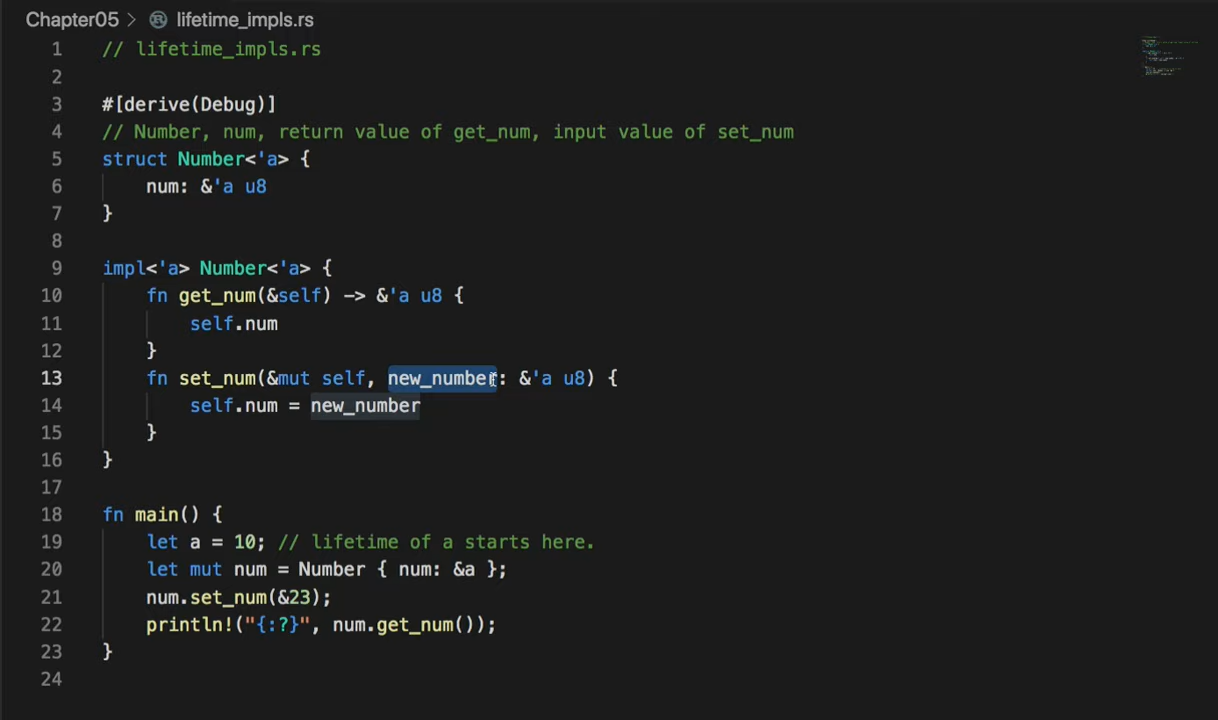 Chapter05 > lifetime_impls.rs
1 // lifetime_impls.rs
2
3 #[derive(Debug)]
4 // Number, num, return value of get_num, input value of set_num
5 struct Number<'a> {
6     num: &'a u8
7 }
8
9 impl<'a> Number<'a> {
10     fn get_num(&self) -> &'a u8 {
11         self.num
12     }
13     fn set_num(&mut self, new_number: &'a u8) {
14         self.num = new_number
15     }
16 }
17
18 fn main() {
19     let a = 10; // lifetime of a starts here.
20     let mut num = Number { num: &a };
21     num.set_num(&23);
22     println!("{:?}", num.get_num());
23 }
24